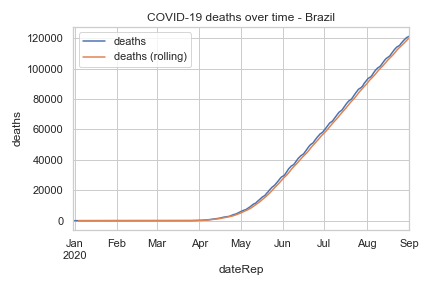 COVID-19 deaths over time - Brazil
deaths
deaths (rolling)
120000
100000
80000
60000
40000
20000
0
deaths
Jan Feb Mar Apr May Jun Jul Aug Sep
2020
dateRep